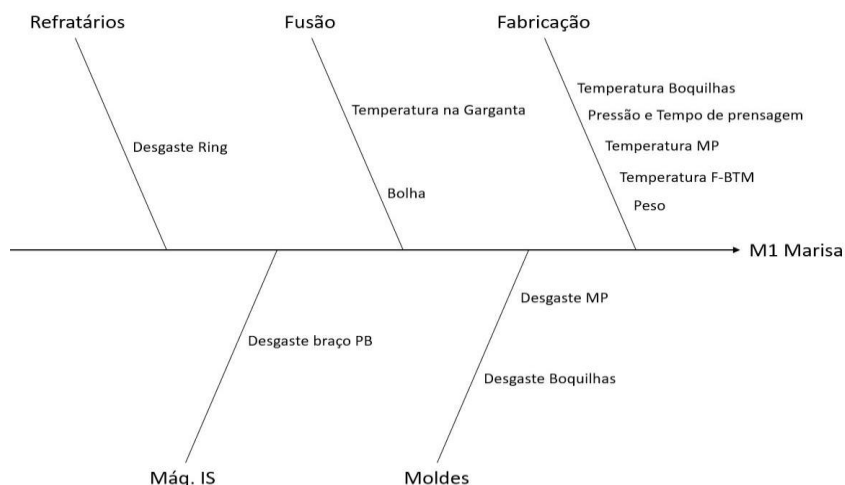 Refratários
Fusão
Fabricação
Temperatura Boquilhas
Temperatura na Garganta
Pressão e Tempo de prensagem
Desgaste Ring
Temperatura MP
Temperatura F-BTM
Bolha
Peso
M1 Marisa
Desgaste MP
Desgaste braço PB
Desgaste Boquilhas
Máq. IS
Moldes